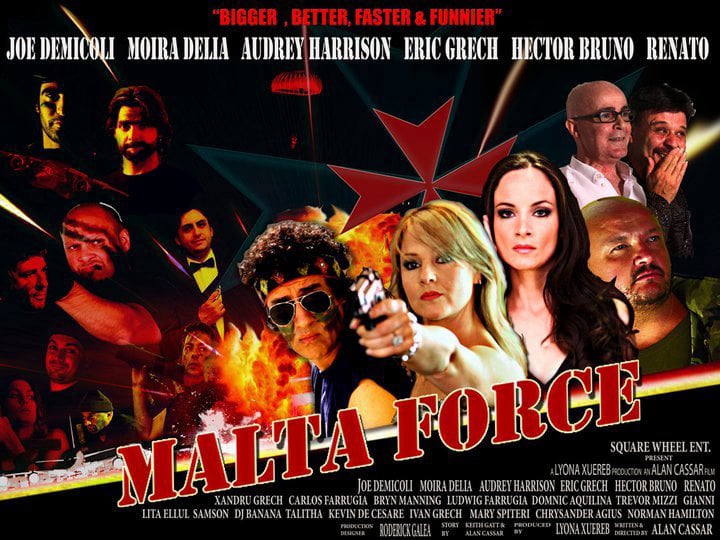 “BIGGER , BETTER, FASTER & FUNNIER”
JOE DEMICOLI MOIRA DELIA AUDREY HARRISON ERIC GRECH HECTOR BRUNO RENATO
MALTA FORCE
SQUARE WHEEL ENT.
PRESENT
A LYONA XUEREB PRODUCTION AN ALAN CASSAR FILM
JOE DEMICOLI MOIRA DELIA AUDREY HARRISON ERIC GRECH HECTOR BRUNO RENATO
XANDRU GRECH CARLOS FARRUGIA BRYN MANNING LUDWIG FARRUGIA DOMNIC AQUILINA TREVOR MIZZI GIANNI
LITA ELLUL SAMSON DJ BANANA TALITHA KEVIN DE CESARE IVAN GRECH MARY SPITERI CHRYSANDER AGIUS NORMAN HAMILTON
PRODUCTION DESIGNER RODERICK GALEA STORY BY KEITH GATT & ALAN CASSAR PRODUCED BY LYONA XUEREB WRITTEN & DIRECTED BY ALAN CASSAR